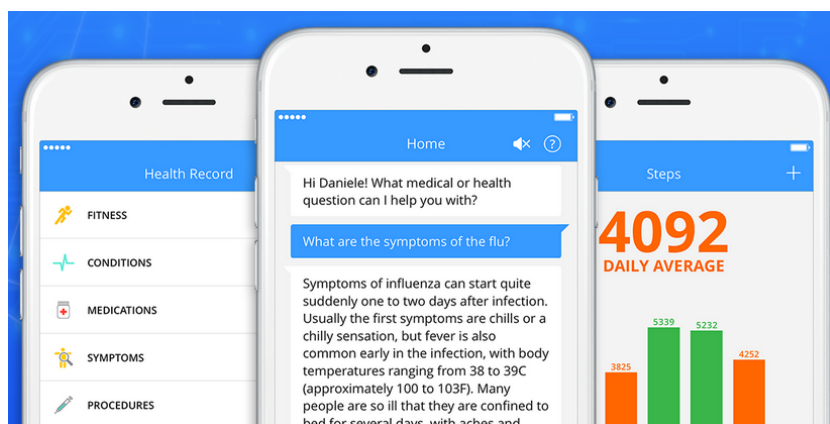 Health Record
FITNESS
CONDITIONS
MEDICATIONS
SYMPTOMS
PROCEDURES
Home
?
Hi Daniele! What medical or health
question can I help you with?
What are the symptoms of the flu?
Symptoms of influenza can start quite
suddenly one to two days after infection.
Usually the first symptoms are chills or a
chilly sensation, but fever is also
common early in the infection, with body
temperatures ranging from 38 to 39C
(approximately 100 to 103F). Many
people are so ill that they are confined to
bed for several days, with aches and
Steps
+
4092
DAILY AVERAGE
3825
5339
5232
4252